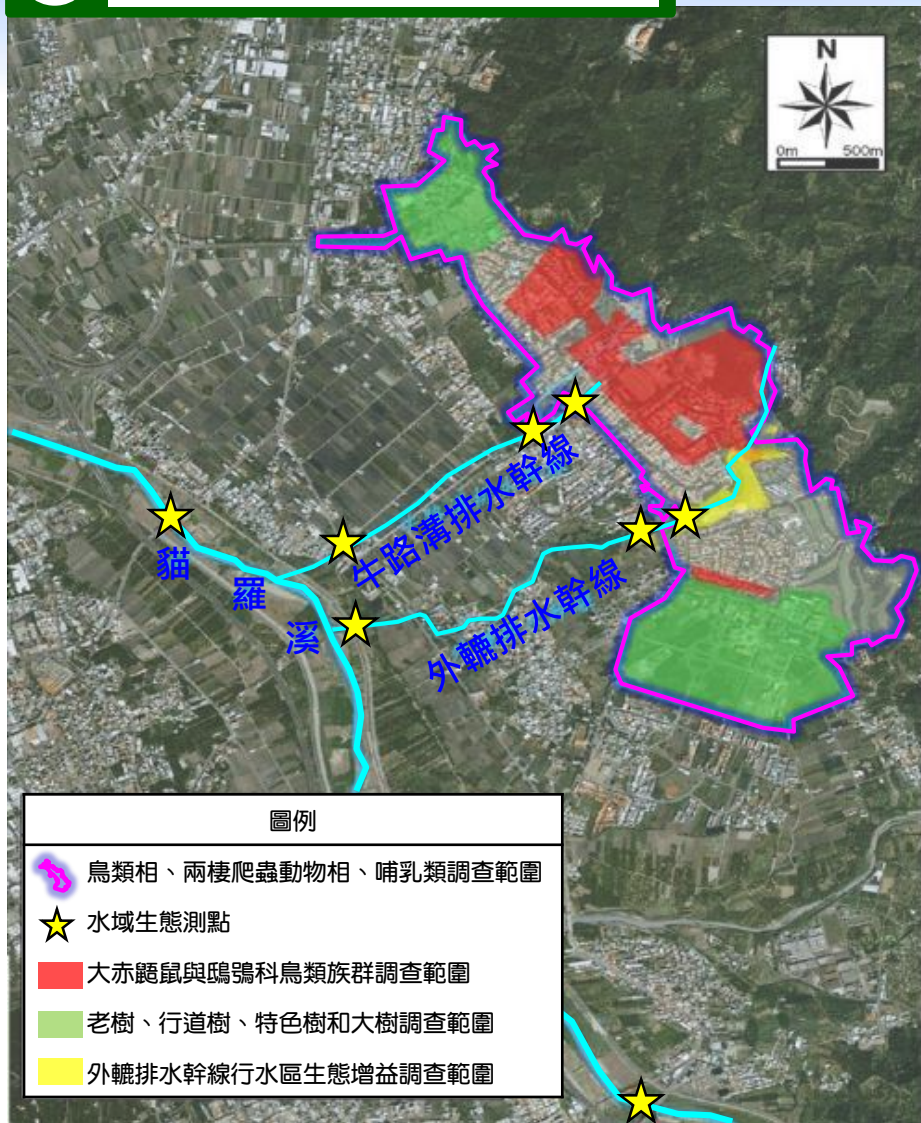 N
0m 500m
牛路溝排水幹線
貓
羅
溪
外轆排水幹線
圖例
鳥類相、兩棲爬蟲動物相、哺乳類調查範圍
水域生態測點
大赤鼯鼠與鴟鴞科鳥類族群調查範圍
老樹、行道樹、特色樹和大樹調查範圍
外轆排水幹線行水區生態增益調查範圍